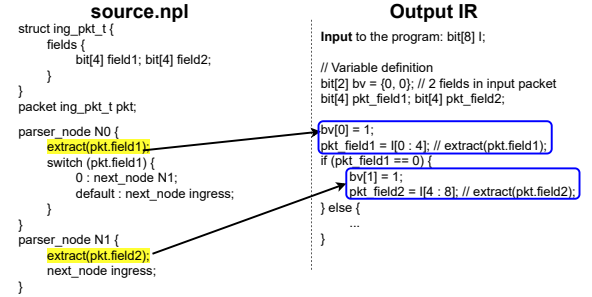 source.npl
struct ing_pkt_t {
fields {
bit[4] field1; bit[4] field2;
}
}
packet ing_pkt_t pkt;
parser_node N0 {
extract(pkt.field1);
switch (pkt.field1) {
0 : next_node N1;
default : next_node ingress;
}
}
parser_node N1 {
extract(pkt.field2);
next_node ingress;
}
Output IR
Input to the program: bit[8] I;
// Variable definition
bit[2] bv = {0, 0}; // 2 fields in input packet
bit[4] pkt_field1; bit[4] pkt_field2;
bv[0] = 1;
pkt_field1 = I[0 : 4]; // extract(pkt.field1);
if (pkt_field1 == 0) {
bv[1] = 1;
pkt_field2 = I[4 : 8]; // extract(pkt.field2);
} else {
...
}